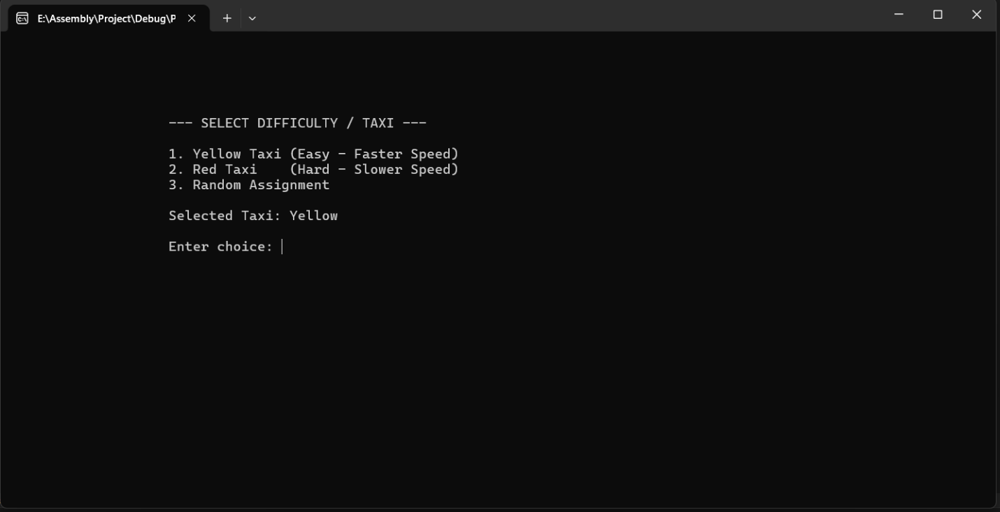 E:\Assembly\Project\Debug\P
--- SELECT DIFFICULTY / TAXI ---
1. Yellow Taxi (Easy - Faster Speed)
2. Red Taxi    (Hard - Slower Speed)
3. Random Assignment
Selected Taxi: Yellow
Enter choice: